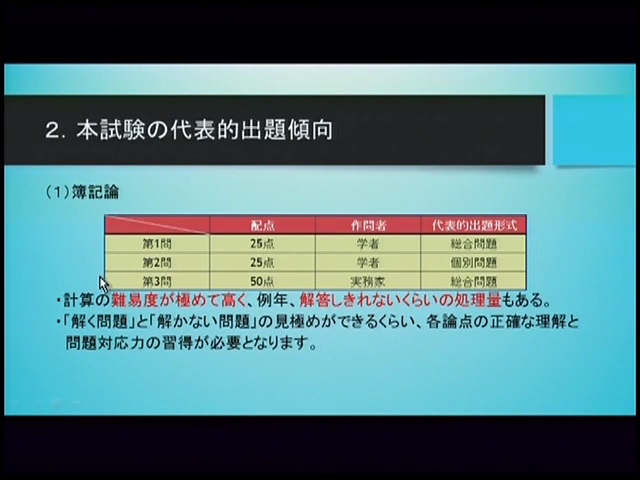 2．本試験の代表的出題傾向
（1）簿記論
配点 作問者 代表的出題形式
第1問 25点 学者 総合問題
第2問 25点 学者 個別問題
第3問 50点 実務家 総合問題
・計算の難易度が極めて高く、例年、解答しきれないくらいの処理量もある。
・「解く問題」と「解かない問題」の見極めができるくらい、各論点の正確な理解と
問題対応力の習得が必要となります。